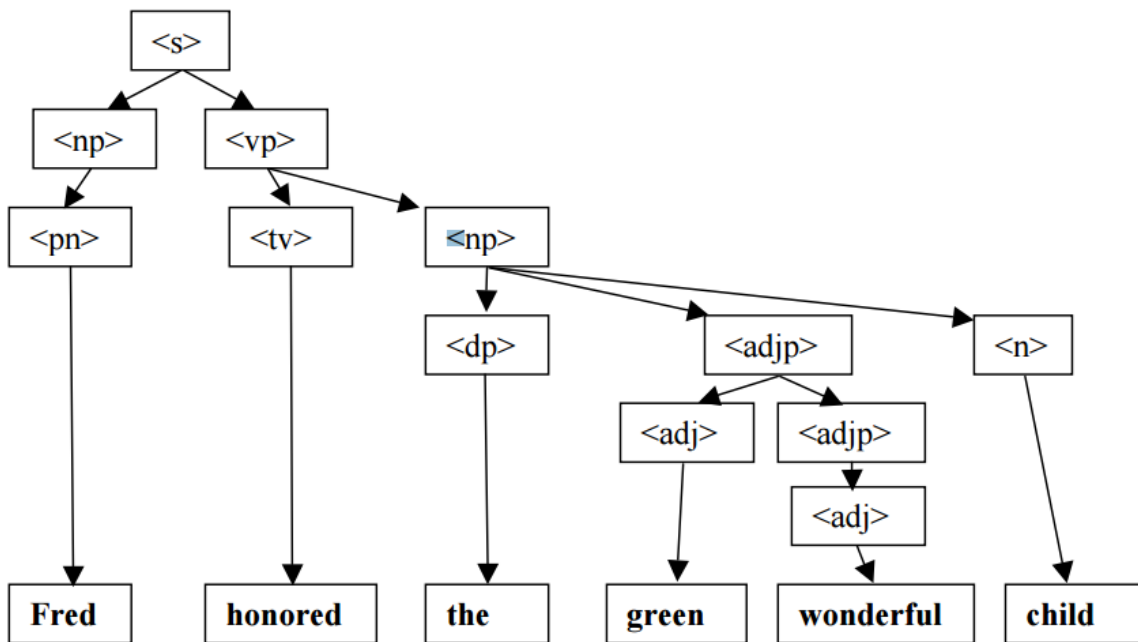 <s>
<np> <vp>
<pn> <tv> <np>
<dp> <adjp> <n>
<adj> <adjp>
<adj>
Fred honored the green wonderful child